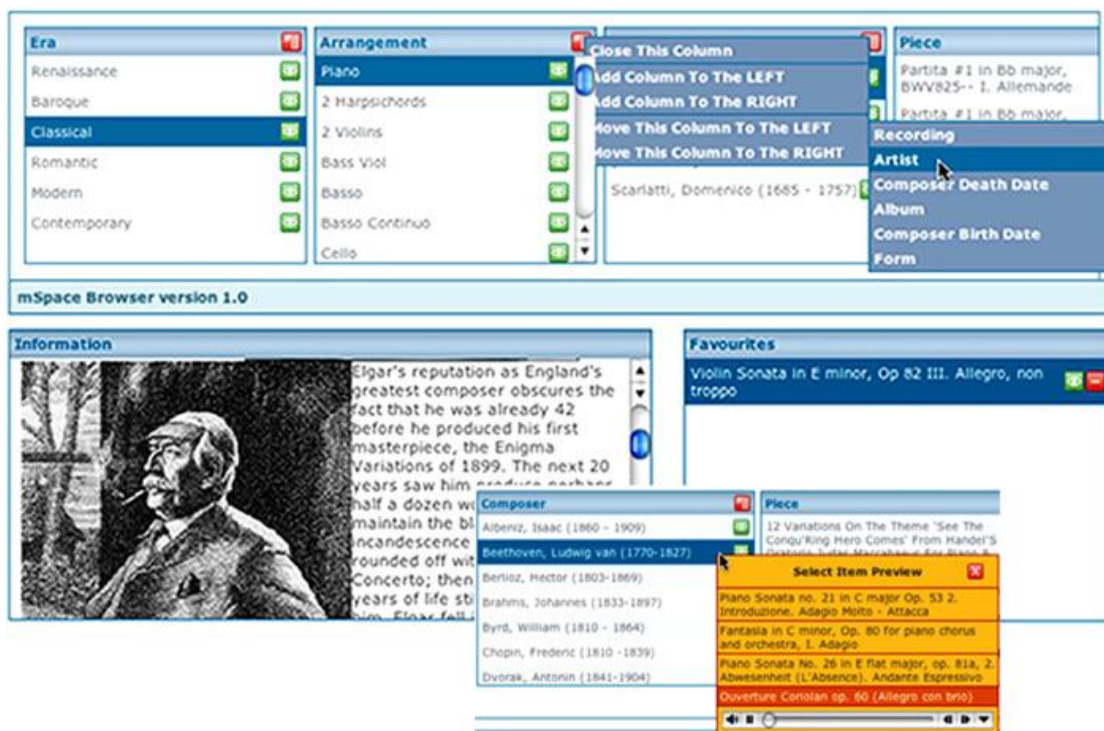 Era
Renaissance
Baroque
Classical
Romantic
Modern
Contemporary
Arrangement
Piano
2 Harpsichords
2 Violins
Bass Viol
Basso
Basso Continuo
Cello
Close This Column
Add Column To The LEFT
Add Column To The RIGHT
Move This Column To The LEFT
Move This Column To The RIGHT
Scarlatti, Domenico (1685 - 1757)
Piece
Partita #1 in Bb major,
BWV825-- I. Allemande
Partita #1 in Bb major,
Recording
Artist
Composer Death Date
Album
Composer Birth Date
Form
mSpace Browser version 1.0
Information
Elgar's reputation as England's
greatest composer obscures the
fact that he was already 42
before he produced his first
masterpiece, the Enigma
Variations of 1899. The next 20
years saw him produce perhaps
half a dozen
maintain the
incandescence
rounded off
Concerto; then
years of life
him. Elgar fell
Favourites
Violin Sonata in E minor, Op 82 III. Allegro, non
troppo
Composer
Albeniz, Isaac (1860 - 1909)
Beethoven, Ludwig van (1770-1827)
Berlioz, Hector (1803-1869)
Brahms, Johannes (1833-1897)
Byrd, William (1810 - 1864)
Chopin, Frederic (1810 -1839)
Dvorak, Antonin (1841-1904)
Piece
12 Variations On The Theme 'See The
Conqu'Ring Hero Comes' From Handel'S
Oratorio Judas Maccabaeus For Piano &
Select Item Preview
Piano Sonata no. 21 in C major Op. 53 2.
Introduzione. Adagio Molto - Attacca
Fantasia in C minor, Op. 80 for piano chorus
and orchestra, I. Adagio
Piano Sonata No. 26 in E flat major, op. 81a, 2.
Abwesenheit (L'Absence). Andante Espressivo
Ouverture Coriolan op. 60 (Allegro con brio)